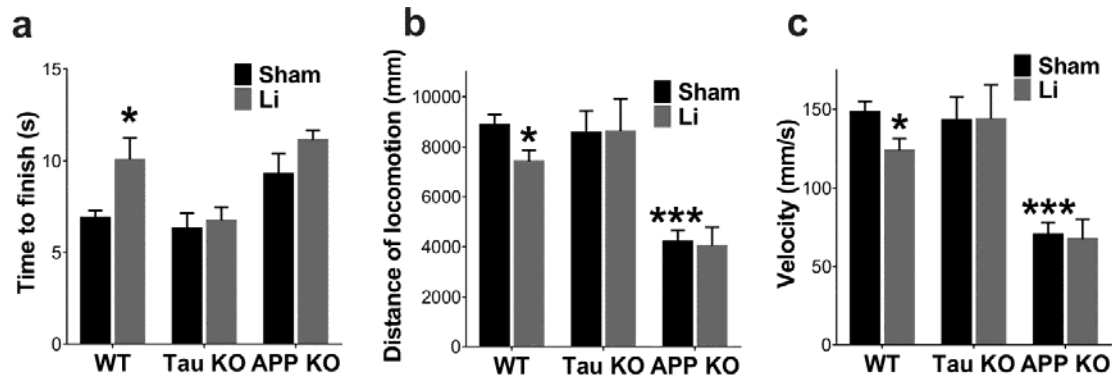 a
Time to finish (s)
15
10
5
0
Sham
Li
*
WT Tau KO APP KO
b
Distance of locomotion (mm)
10000
8000
6000
4000
2000
0
Sham
Li
*
***
WT Tau KO APP KO
c
Velocity (mm/s)
150
100
50
0
Sham
Li
*
***
WT Tau KO APP KO